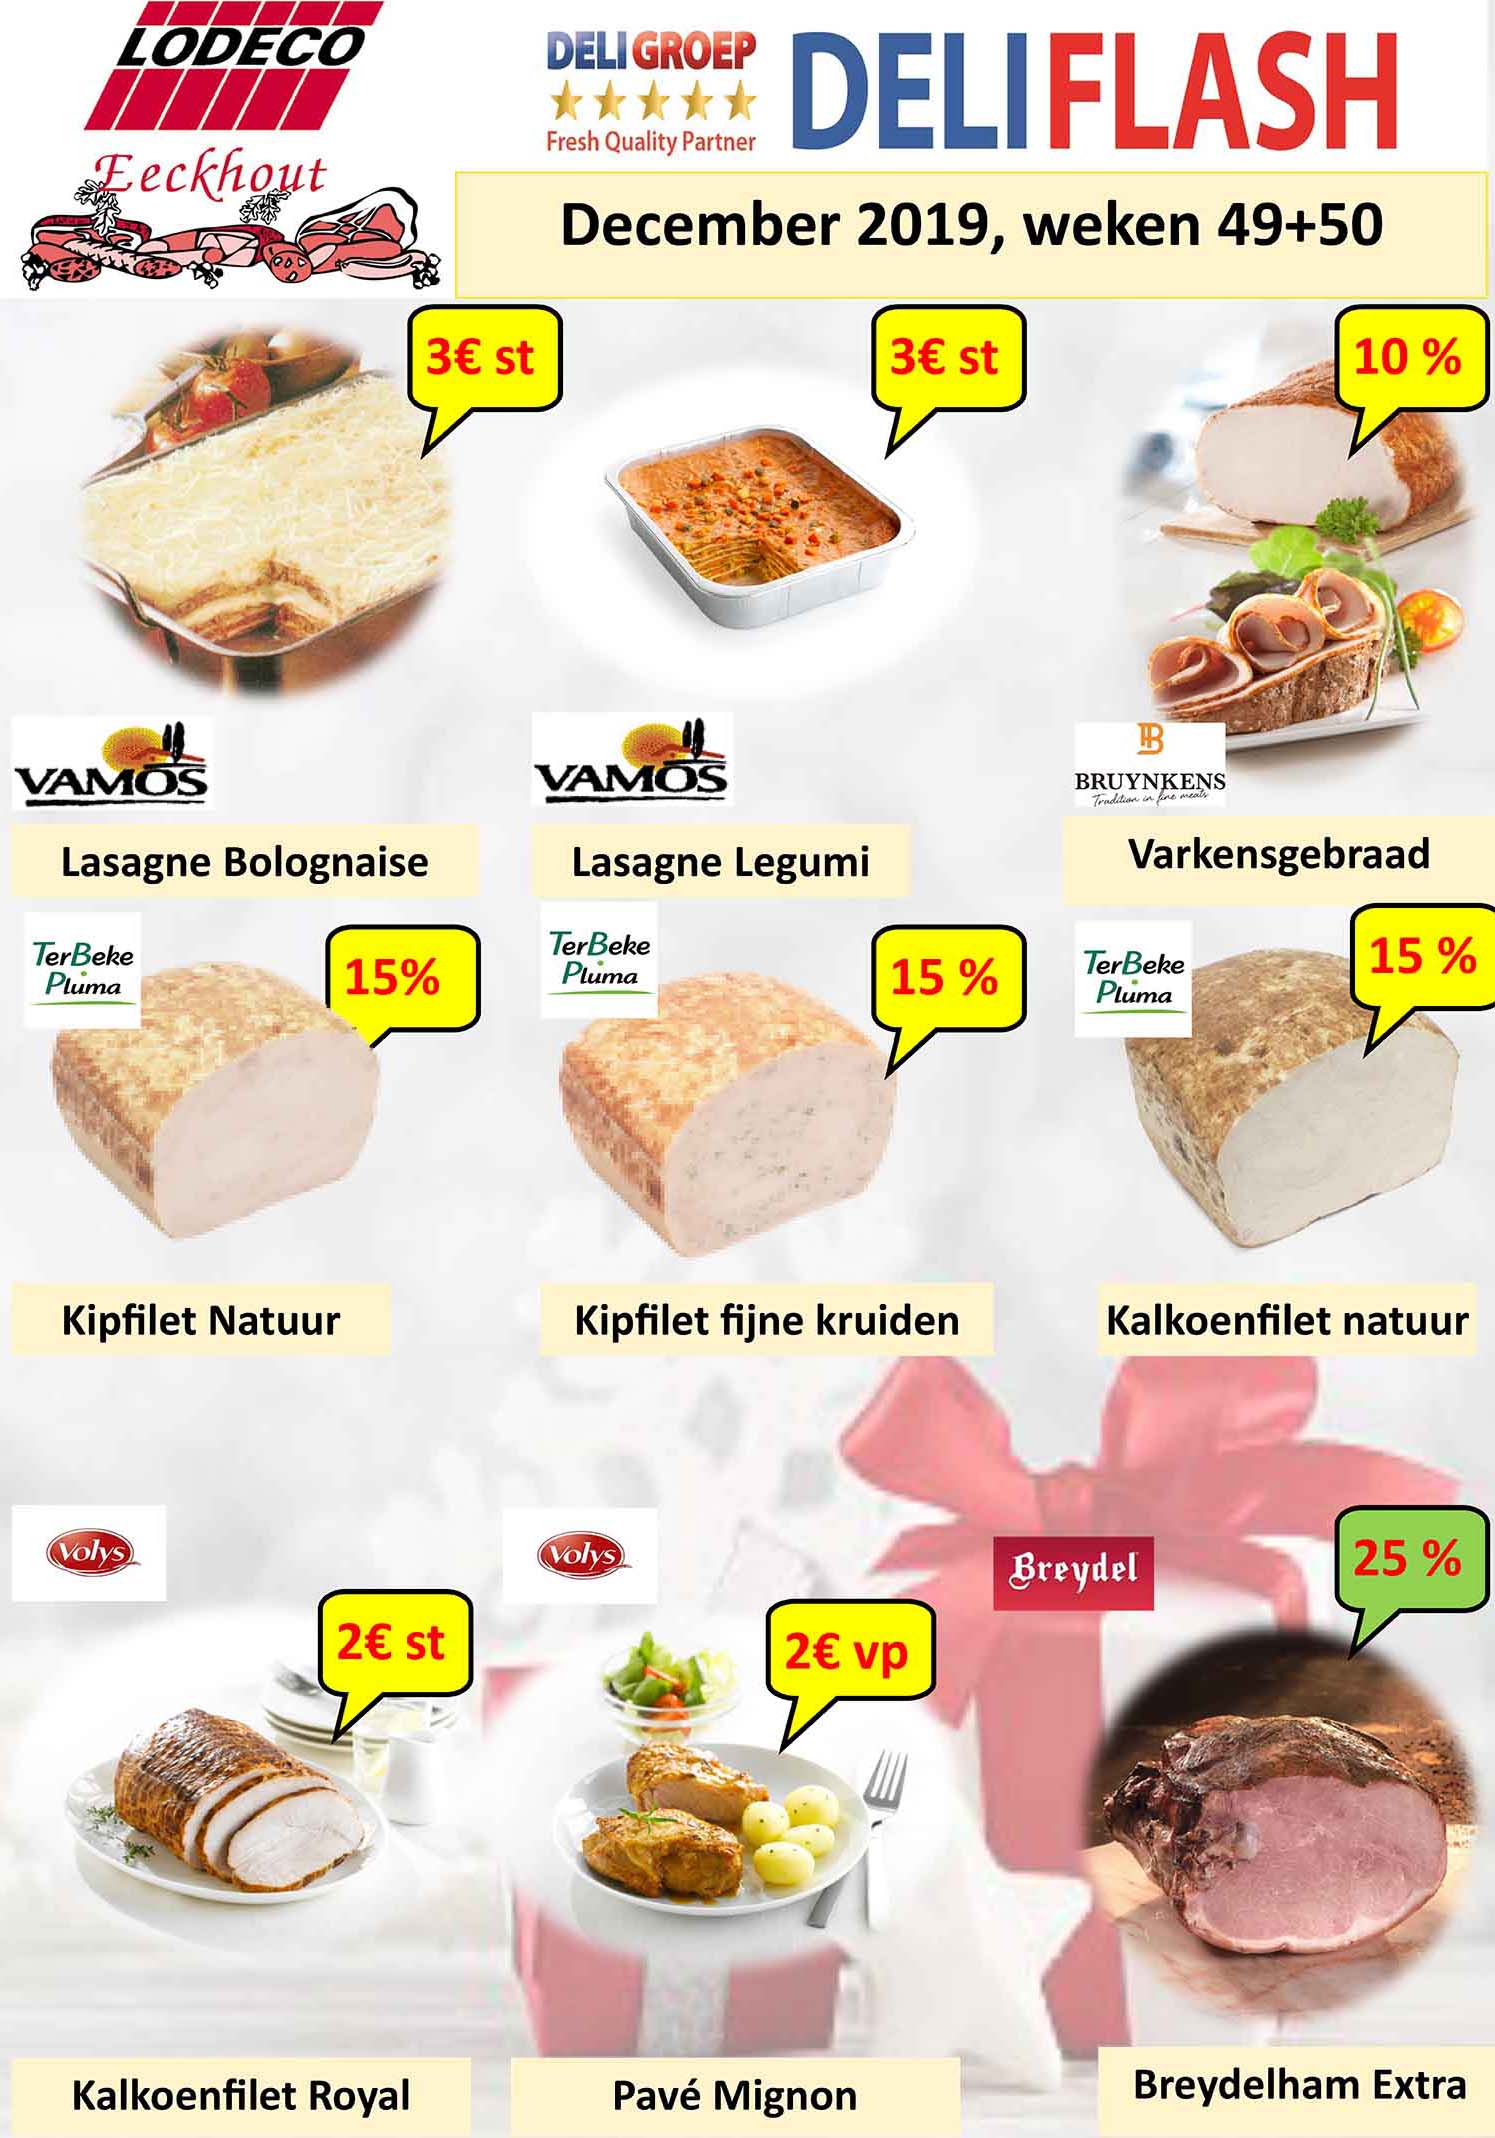 LODECO
Eeckhout
DELI GROEP
Fresh Quality Partner
DELIFLASH
December 2019, weken 49+50
3€ st
3€ st
10 %
VAMOS
VAMOS
BRUYNKENS
Tradition in fine meats
Lasagne Bolognaise
Lasagne Legumi
Varkensgebraad
TerBeke
Pluma
15%
TerBeke
Pluma
15 %
TerBeke
Pluma
15 %
Kipfilet Natuur
Kipfilet fijne kruiden
Kalkoenfilet natuur
Volys
Volys
Breydel
25 %
2€ st
2€ vp
Kalkoenfilet Royal
Pavé Mignon
Breydelham Extra